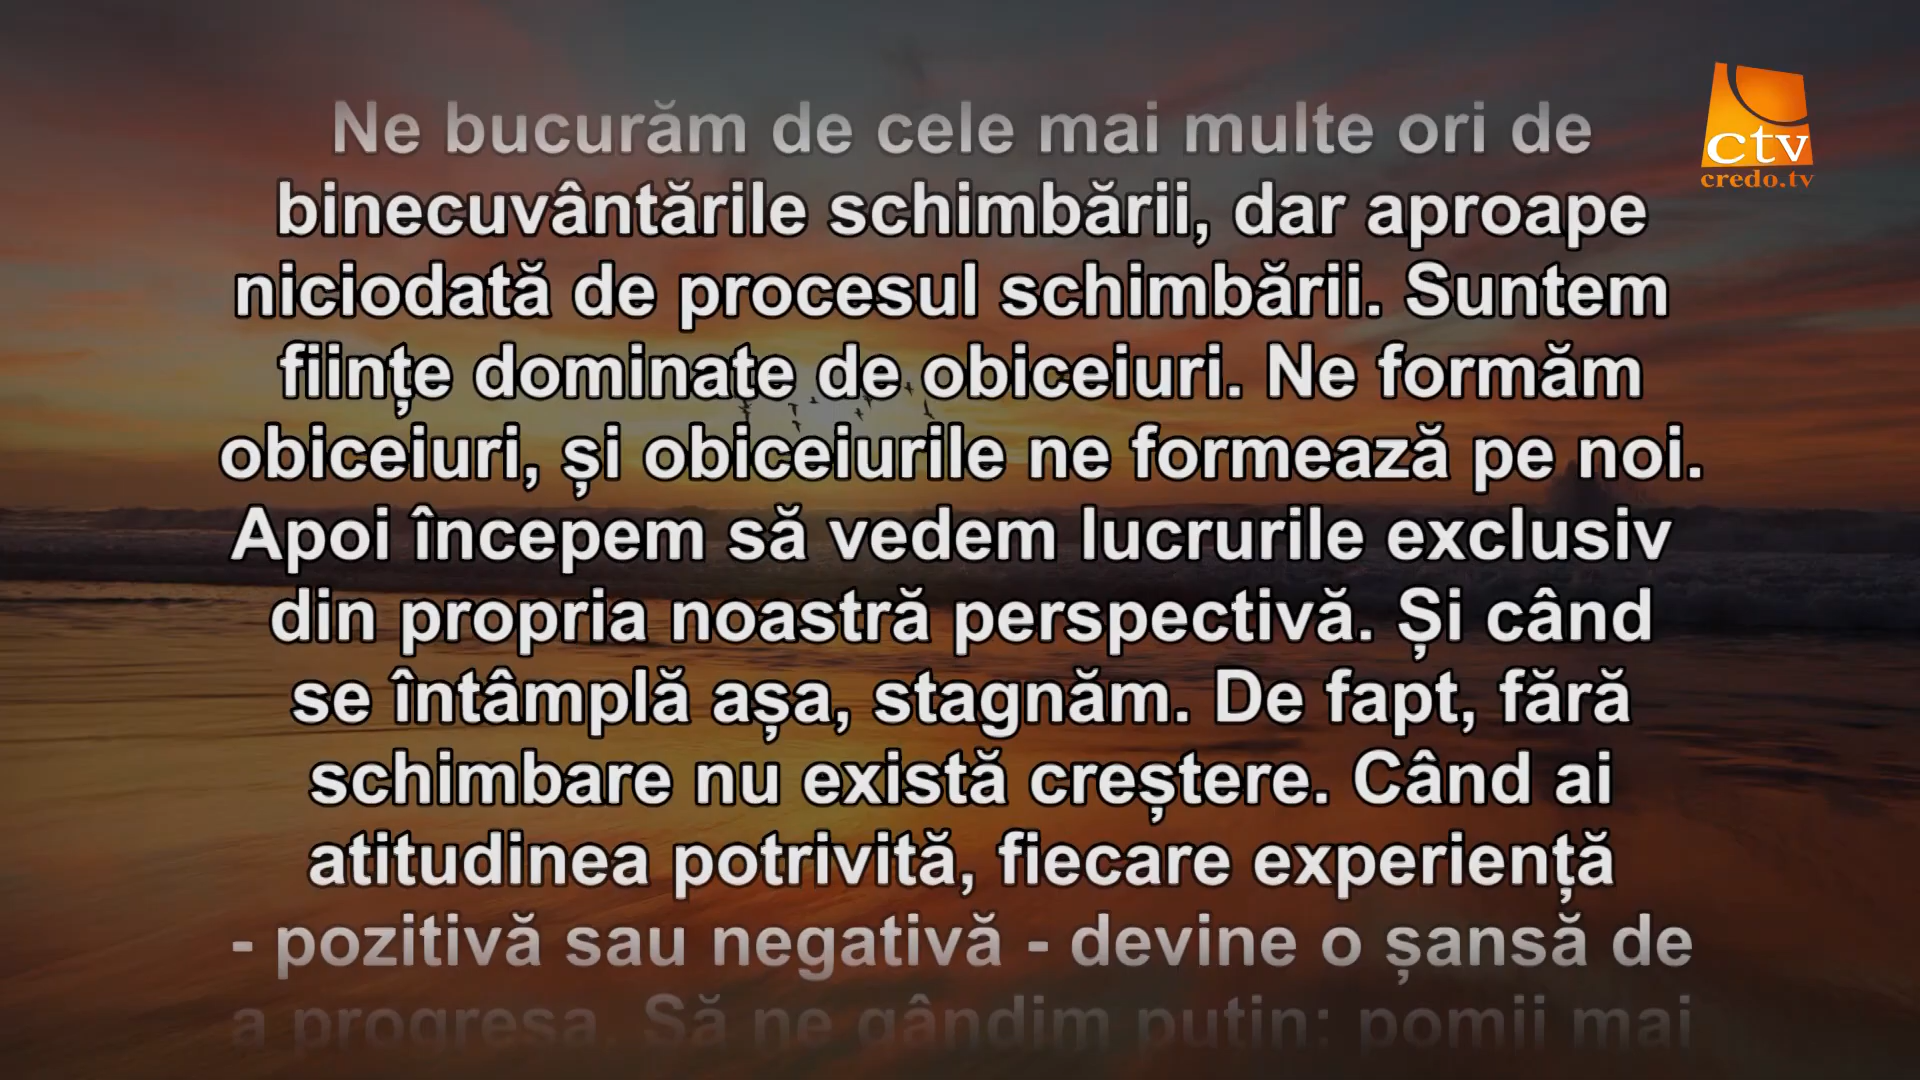 Ne bucurăm de cele mai multe ori de
binecuvântările schimbării, dar aproape
niciodată de procesul schimbării. Suntem
ființe dominate de obiceiuri. Ne formăm
obiceiuri, și obiceiurile ne formează pe noi.
Apoi începem să vedem lucrurile exclusiv
din propria noastră perspectivă. Și când
se întâmplă așa, stagnăm. De fapt, fără
schimbare nu există creștere. Când ai
atitudinea potrivită, fiecare experiență
- pozitivă sau negativă - devine o șansă de
a progresa. Să ne gândim puțin: pomii mai
ctv
credo.tv